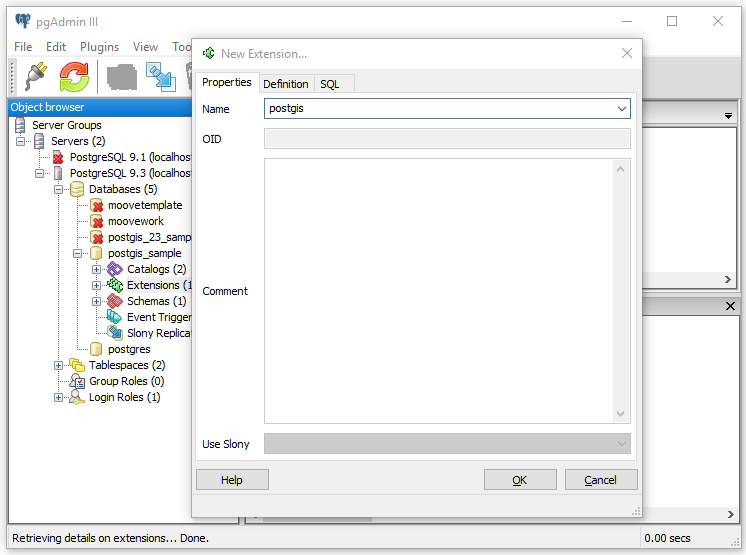 pgAdmin III
File Edit Plugins View
New Extension...
Properties Definition SQL
Name postgis
OID
Comment
Use Slony
Help OK Cancel
Object browser
Server Groups
Servers (2)
PostgreSQL 9.1 (localhost
PostgreSQL 9.3 (localhost
Databases (5)
moovetemplate
moovework
postgis_23_samp
postgis_sample
Catalogs (2)
Extensions (1
Schemas (1)
Event Trigger
Slony Replica
postgres
Tablespaces (2)
Group Roles (0)
Login Roles (1)
Retrieving details on extensions... Done. 0.00 secs